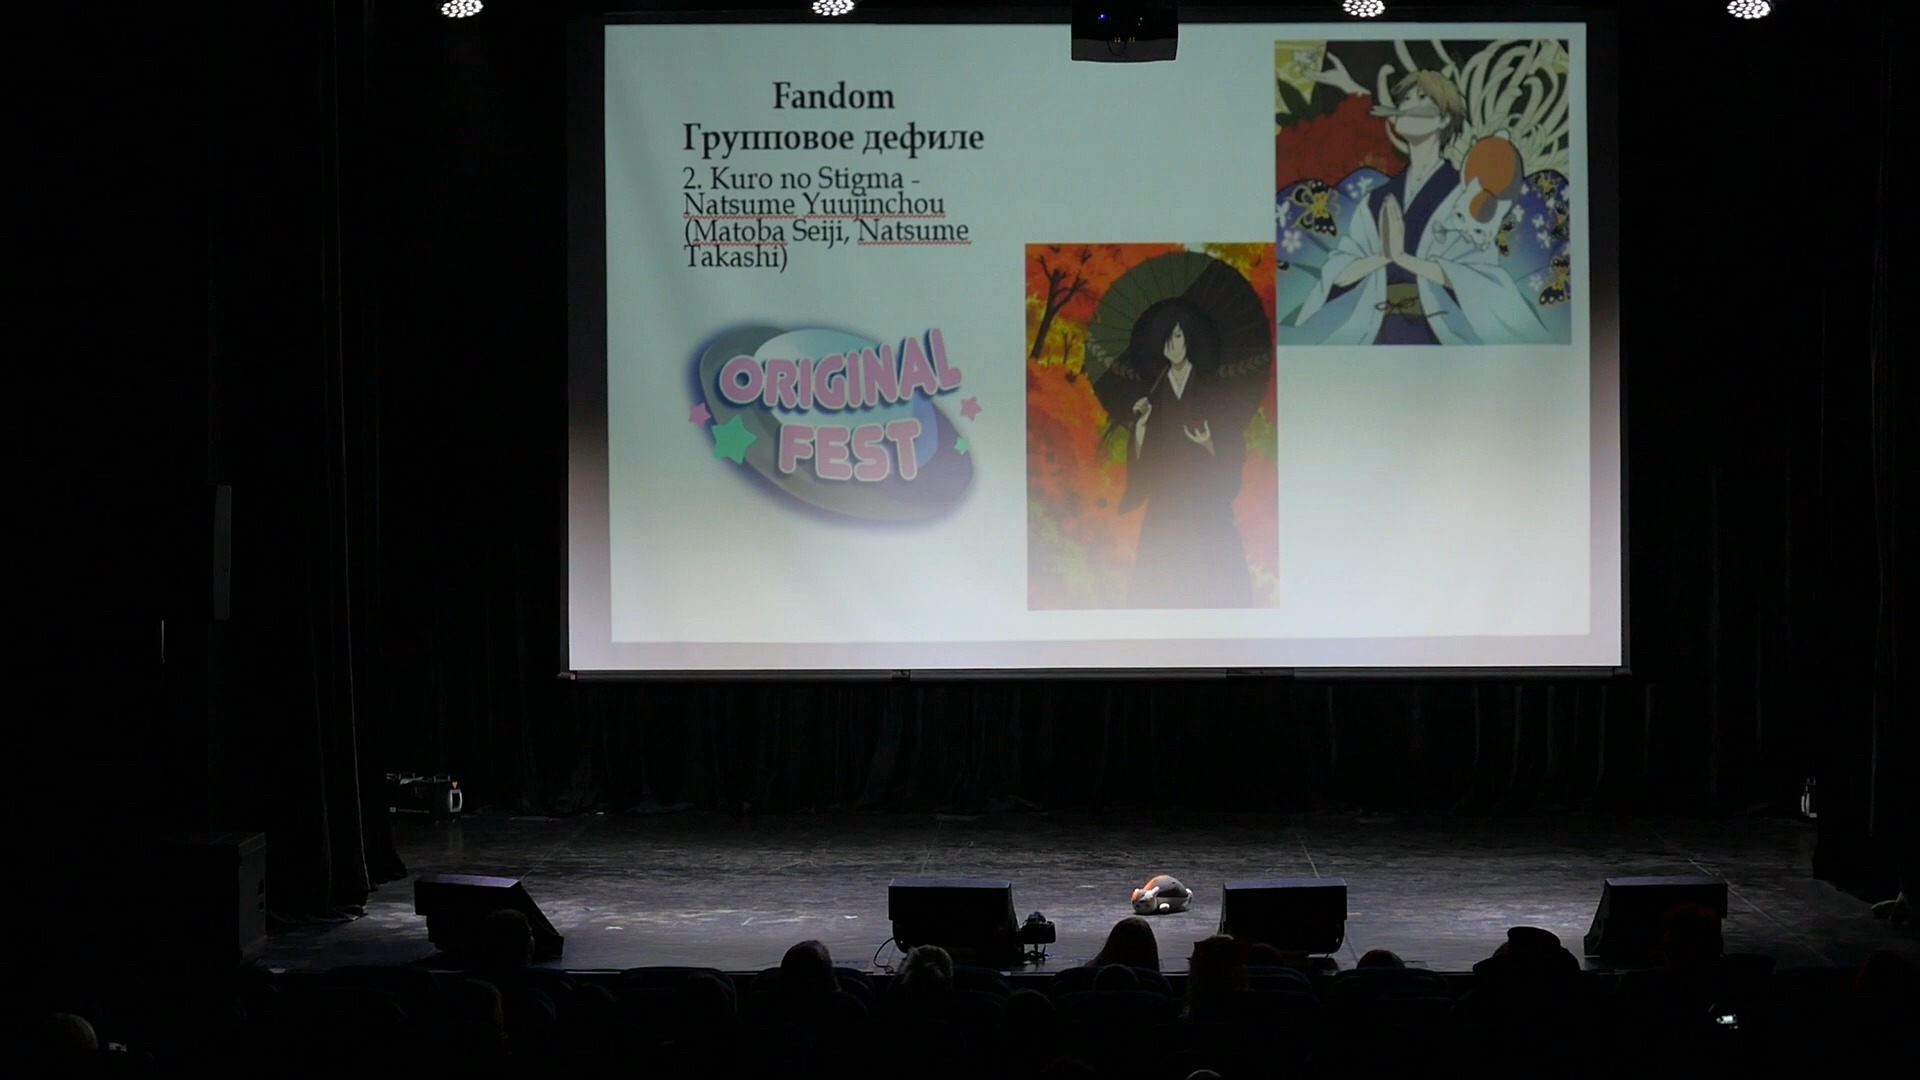 Fandom
Групповое дефиле
2. Kuro no Stigma -
Natsume Yuujinchou
(Matoba Seiji, Natsume
Takashi)
ORIGINAL
FEST